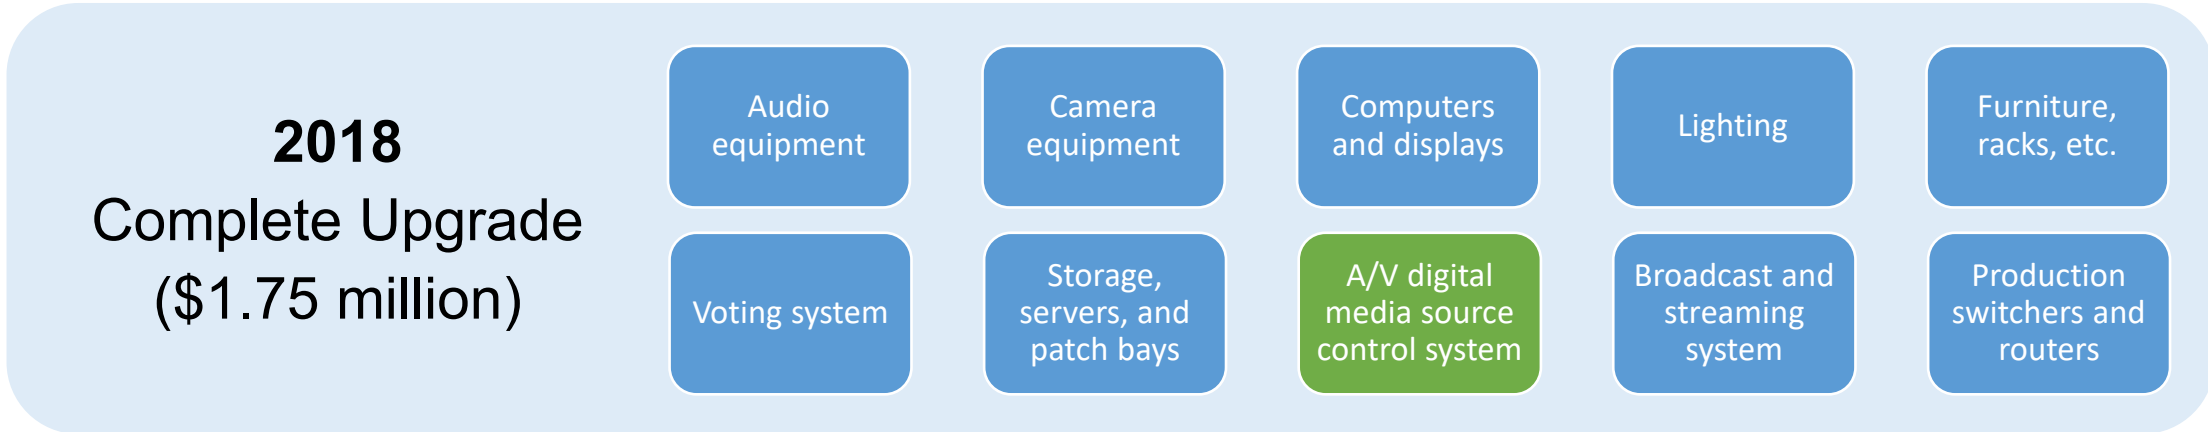 2018
Complete Upgrade
($1.75 million)
Audio
equipment
Camera
equipment
Computers
and displays
Lighting
Furniture,
racks, etc.
Voting system
Storage,
servers, and
patch bays
A/V digital
media source
control system
Broadcast and
streaming
system
Production
switchers and
routers